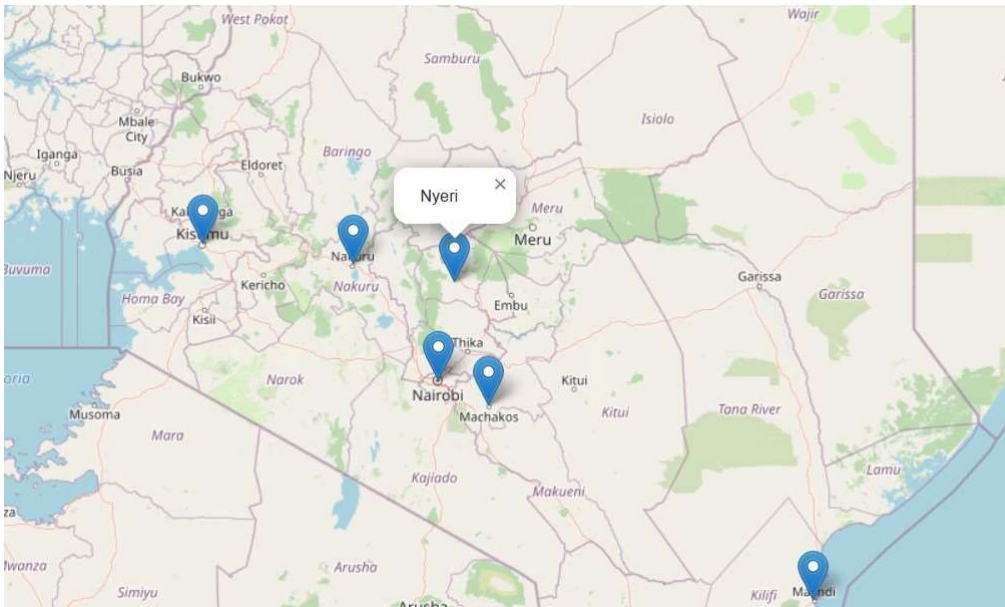 West Pokot
Wajir
Samburu
Bukwo
Mbale
City
Isiolo
Iganga
Baringo
Eldoret
Busia
Njeru
Nyeri
×
Meru
Meru
Buvuma
Kericho
Nakuru
Garissa
Garissa
Homa Bay
Embu
Kisii
Thika
Narok
Kitui
Nairobi
Kitui
Tana River
Musoma
Machakos
Mara
Lamu
Kajiado
Makueni
Arusha
Simiyu
Kilifi